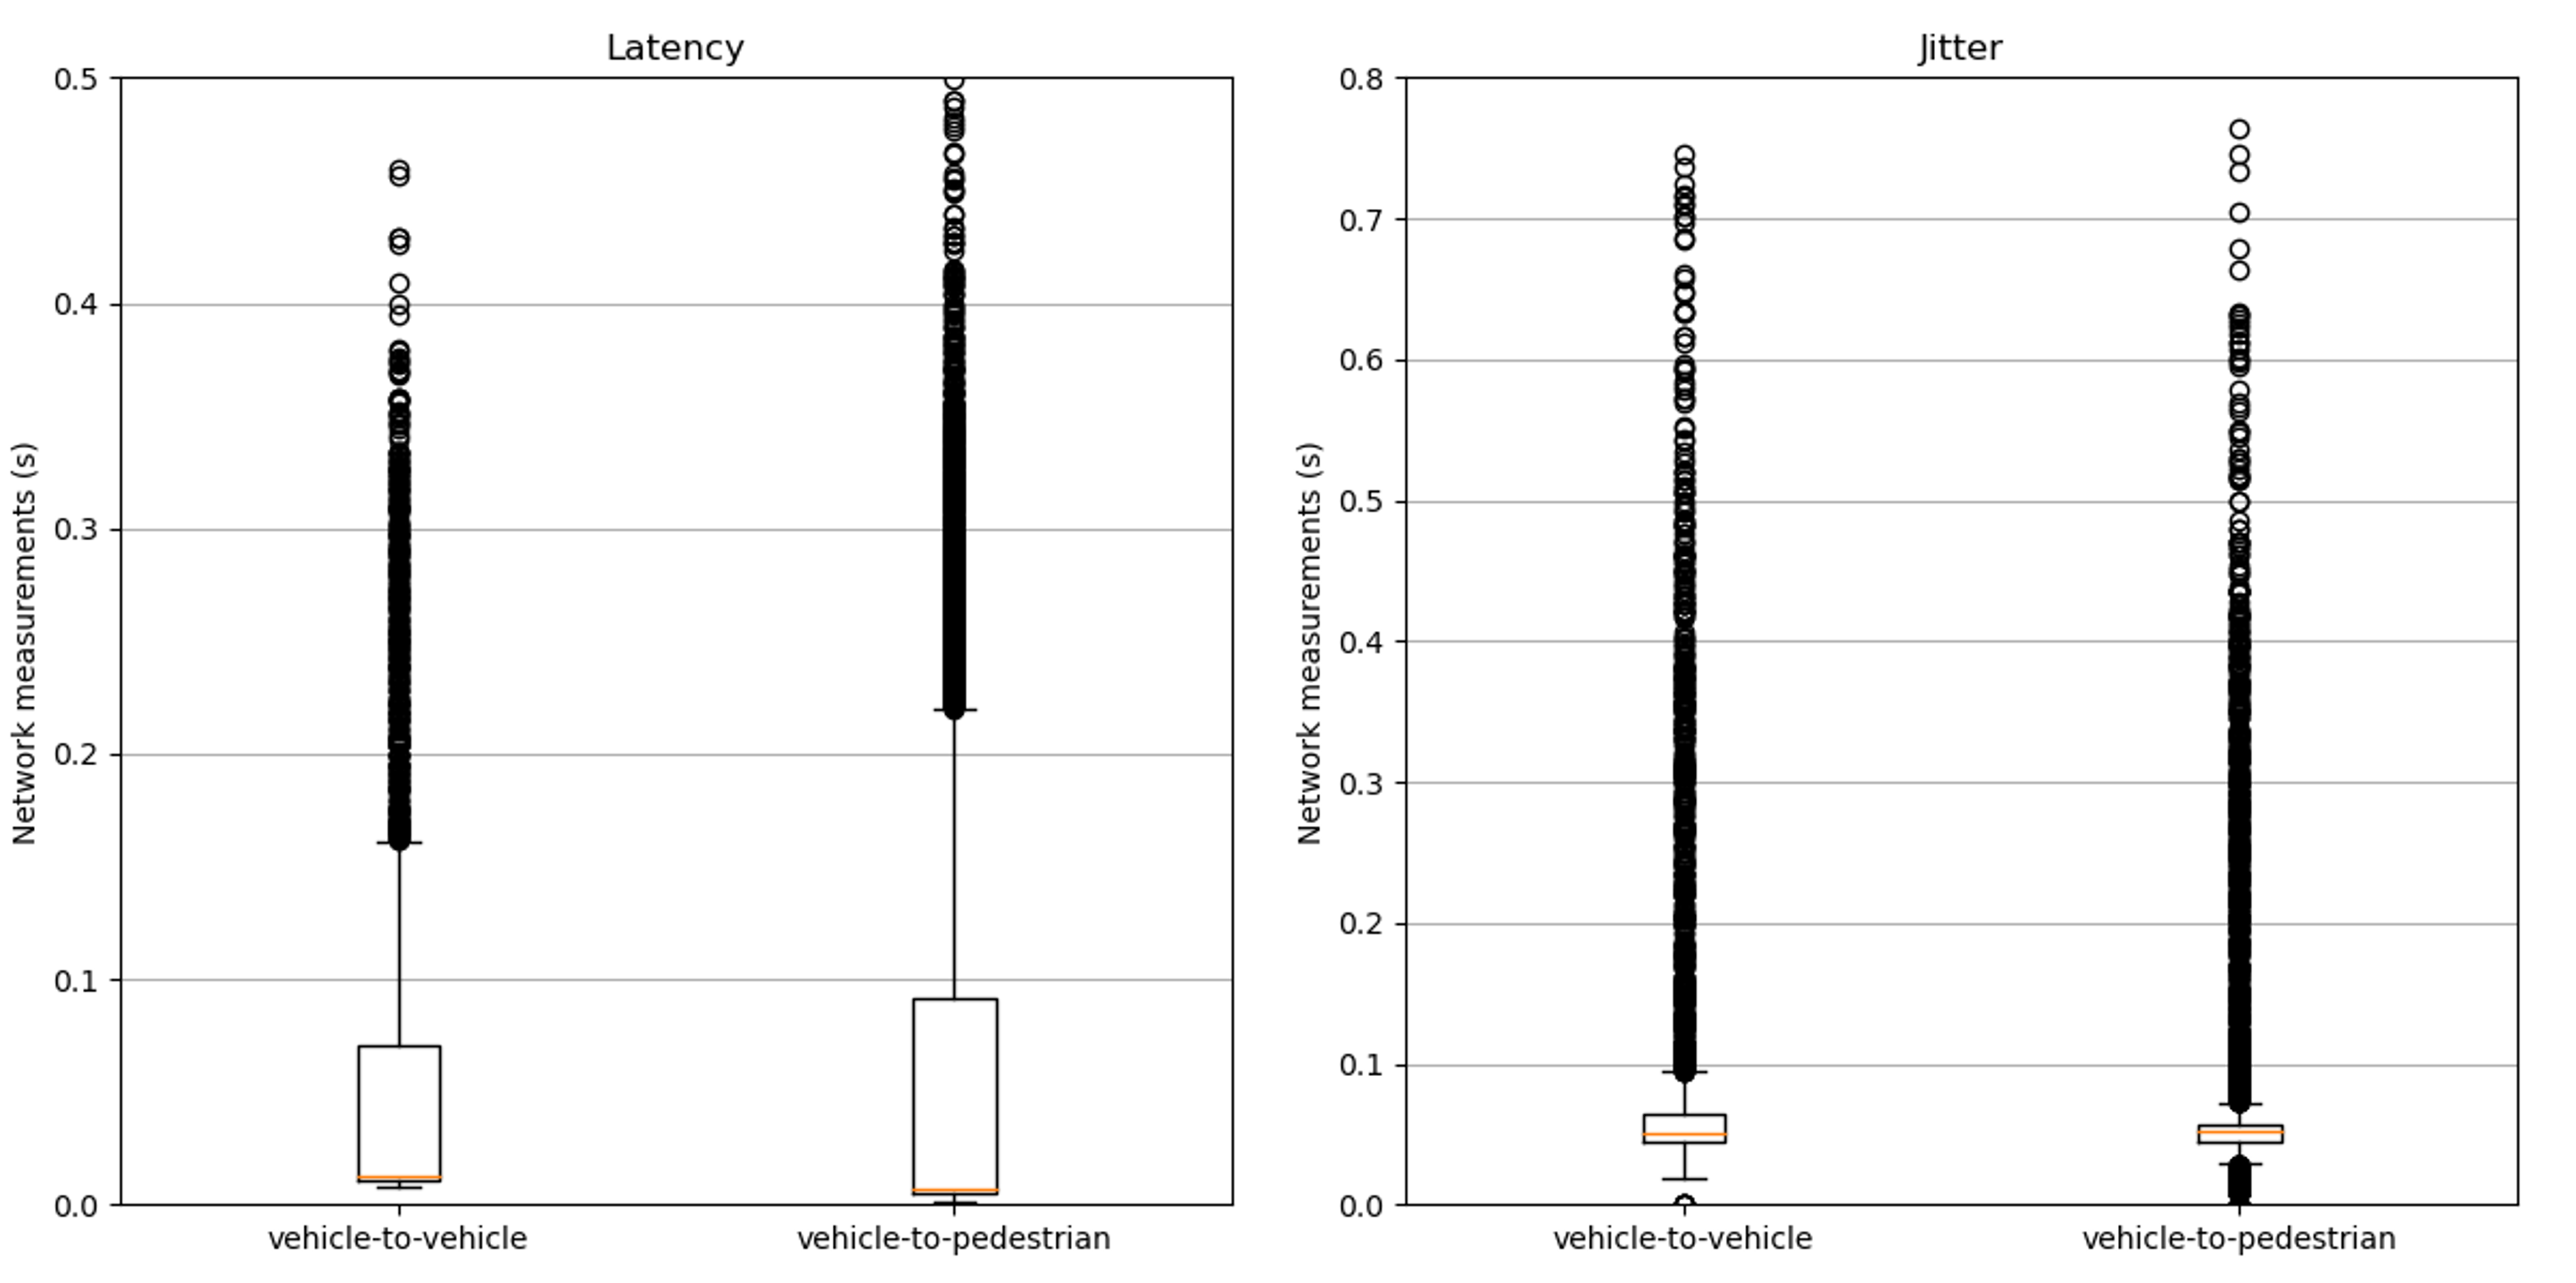 Latency
Network measurements (s)
0.5
0.4
0.3
0.2
0.1
0.0
vehicle-to-vehicle
vehicle-to-pedestrian
Jitter
Network measurements (s)
0.8
0.7
0.6
0.5
0.4
0.3
0.2
0.1
0.0
vehicle-to-vehicle
vehicle-to-pedestrian